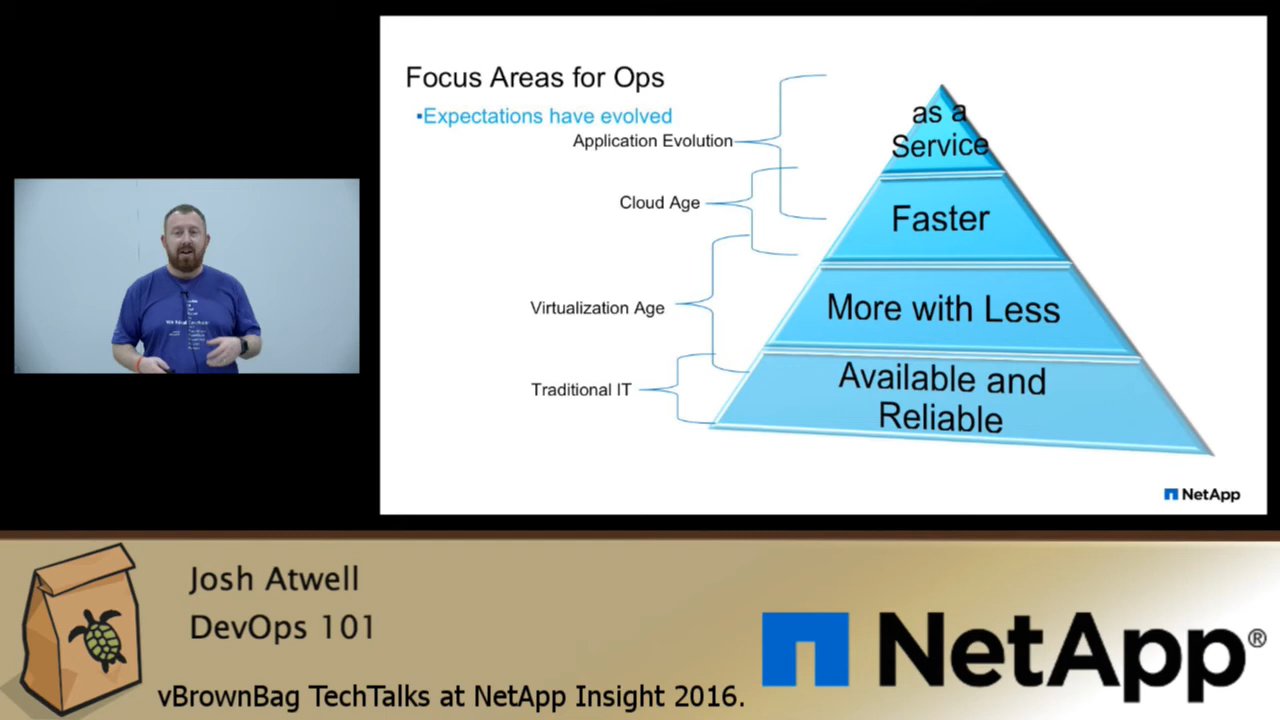 Focus Areas for Ops
•Expectations have evolved
Application Evolution
Cloud Age
Virtualization Age
Traditional IT
as a
Service
Faster
More with Less
Available and
Reliable
NetApp
Josh Atwell
DevOps 101
vBrownBag TechTalks at NetApp Insight 2016.
NetApp®